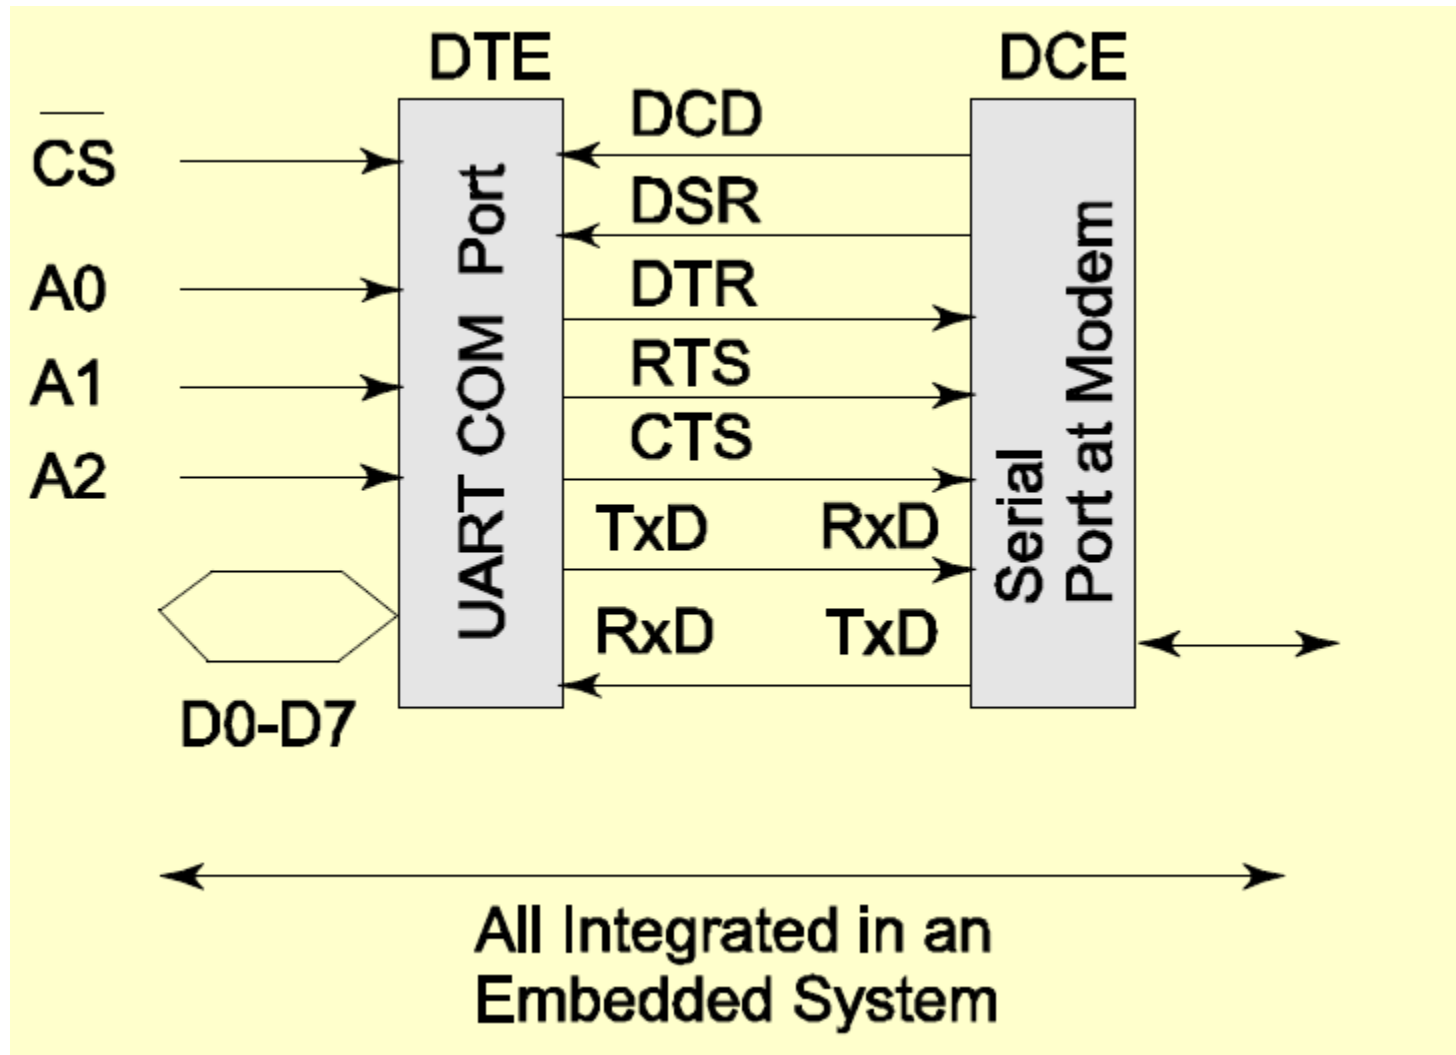 DTE
DCE
CS
A0
A1
A2
D0-D7
UART COM Port
DCD
DSR
DTR
RTS
CTS
TxD RxD
RxD TxD
Serial
Port at Modem
All Integrated in an
Embedded System